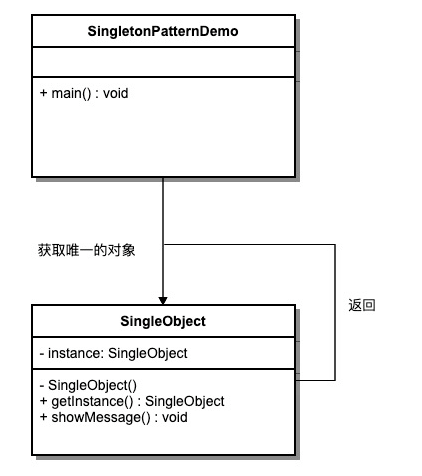 SingletonPatternDemo
+ main() : void
获取唯一的对象
返回
SingleObject
- instance: SingleObject
- SingleObject()
+ getInstance() : SingleObject
+ showMessage() : void